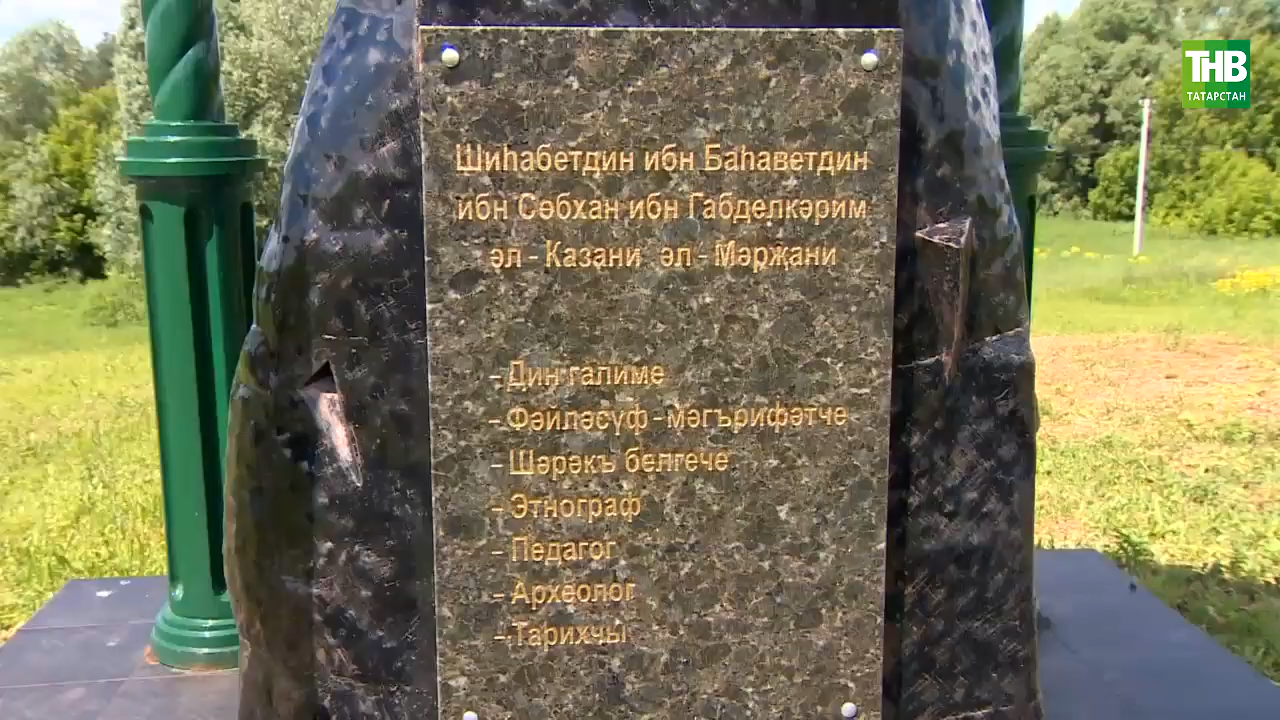 ТНВ
ТАТАРСТАН
Шиһабетдин ибн Баһаветдин
ибн Сөбхан ибн Габделкәрим
әл - Казани әл - Мәрҗани
- Дин галиме
- Фәйләсүф - мәгърифәтче
- Шәрәкъ белгече
- Этнограф
- Педагог
- Археолог
- Тарихчы